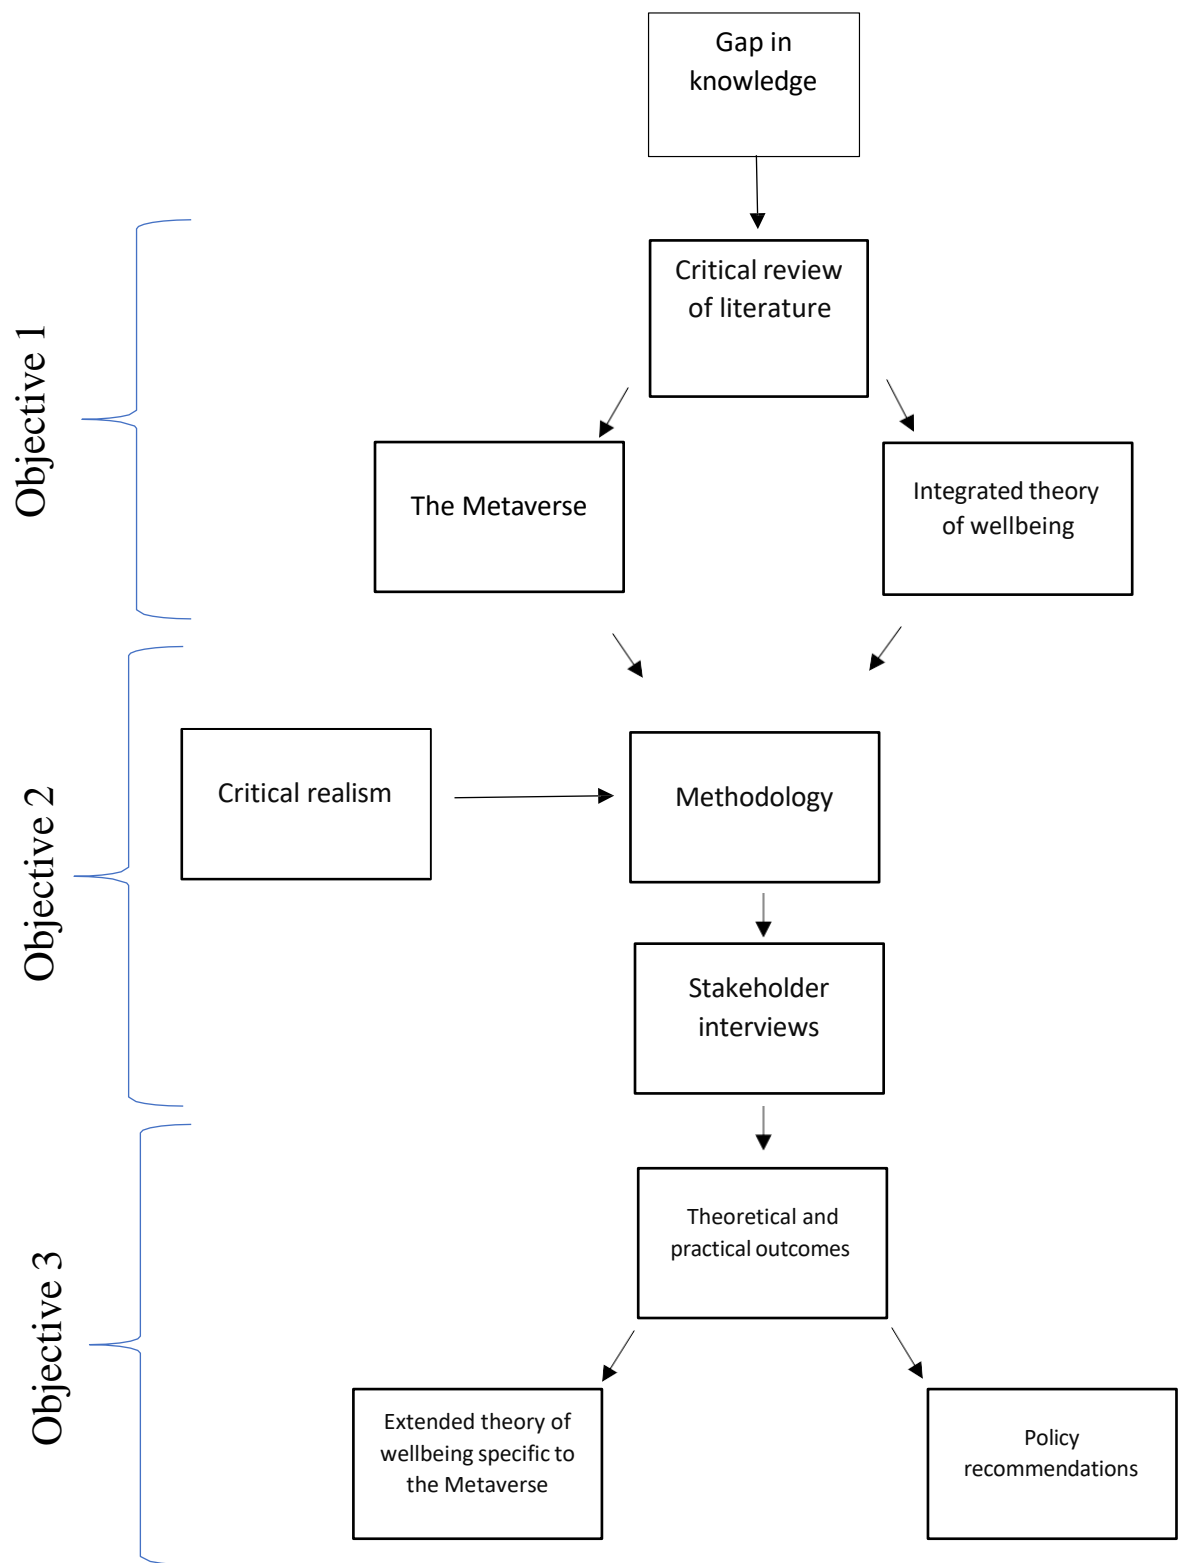 Gap in
knowledge
Objective 1
Critical review
of literature
The Metaverse
Integrated theory
of wellbeing
Objective 2
Critical realism
Methodology
Stakeholder
interviews
Objective 3
Theoretical and
practical outcomes
Extended theory of
wellbeing specific to
the Metaverse
Policy
recommendations